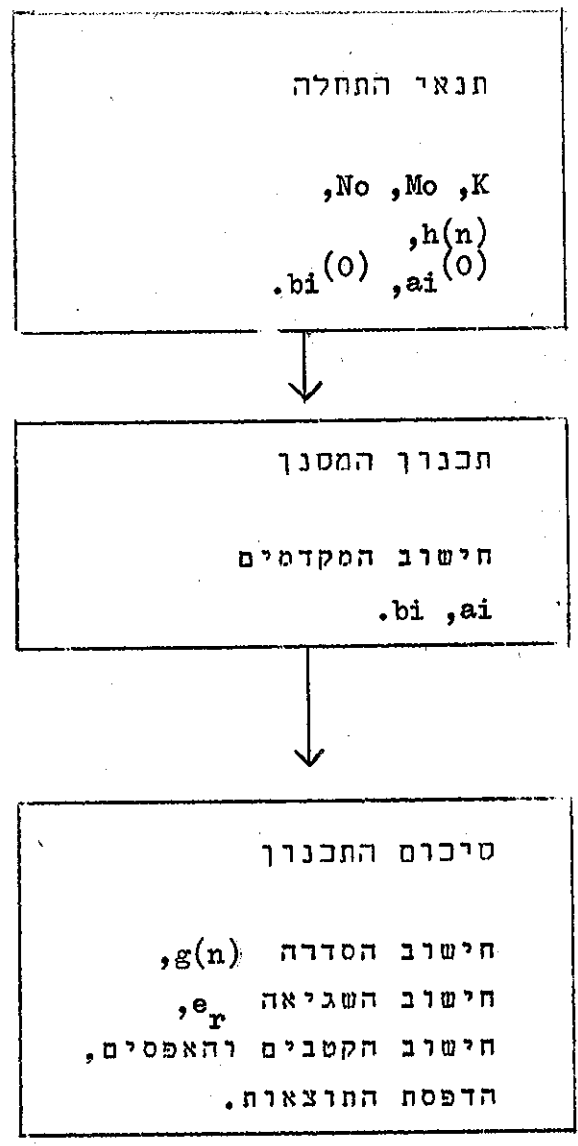 תנאי התחלה
K, Mo, No,
h(n),
ai(0), bi(0).
תכנון המסנן
חישוב המקדמים
ai, bi.
סיכום התכנון
חישוב הסדרה g(n),
חישוב השגיאה er,
חישוב הקטבים והאפסים,
הדפסת התוצאות.